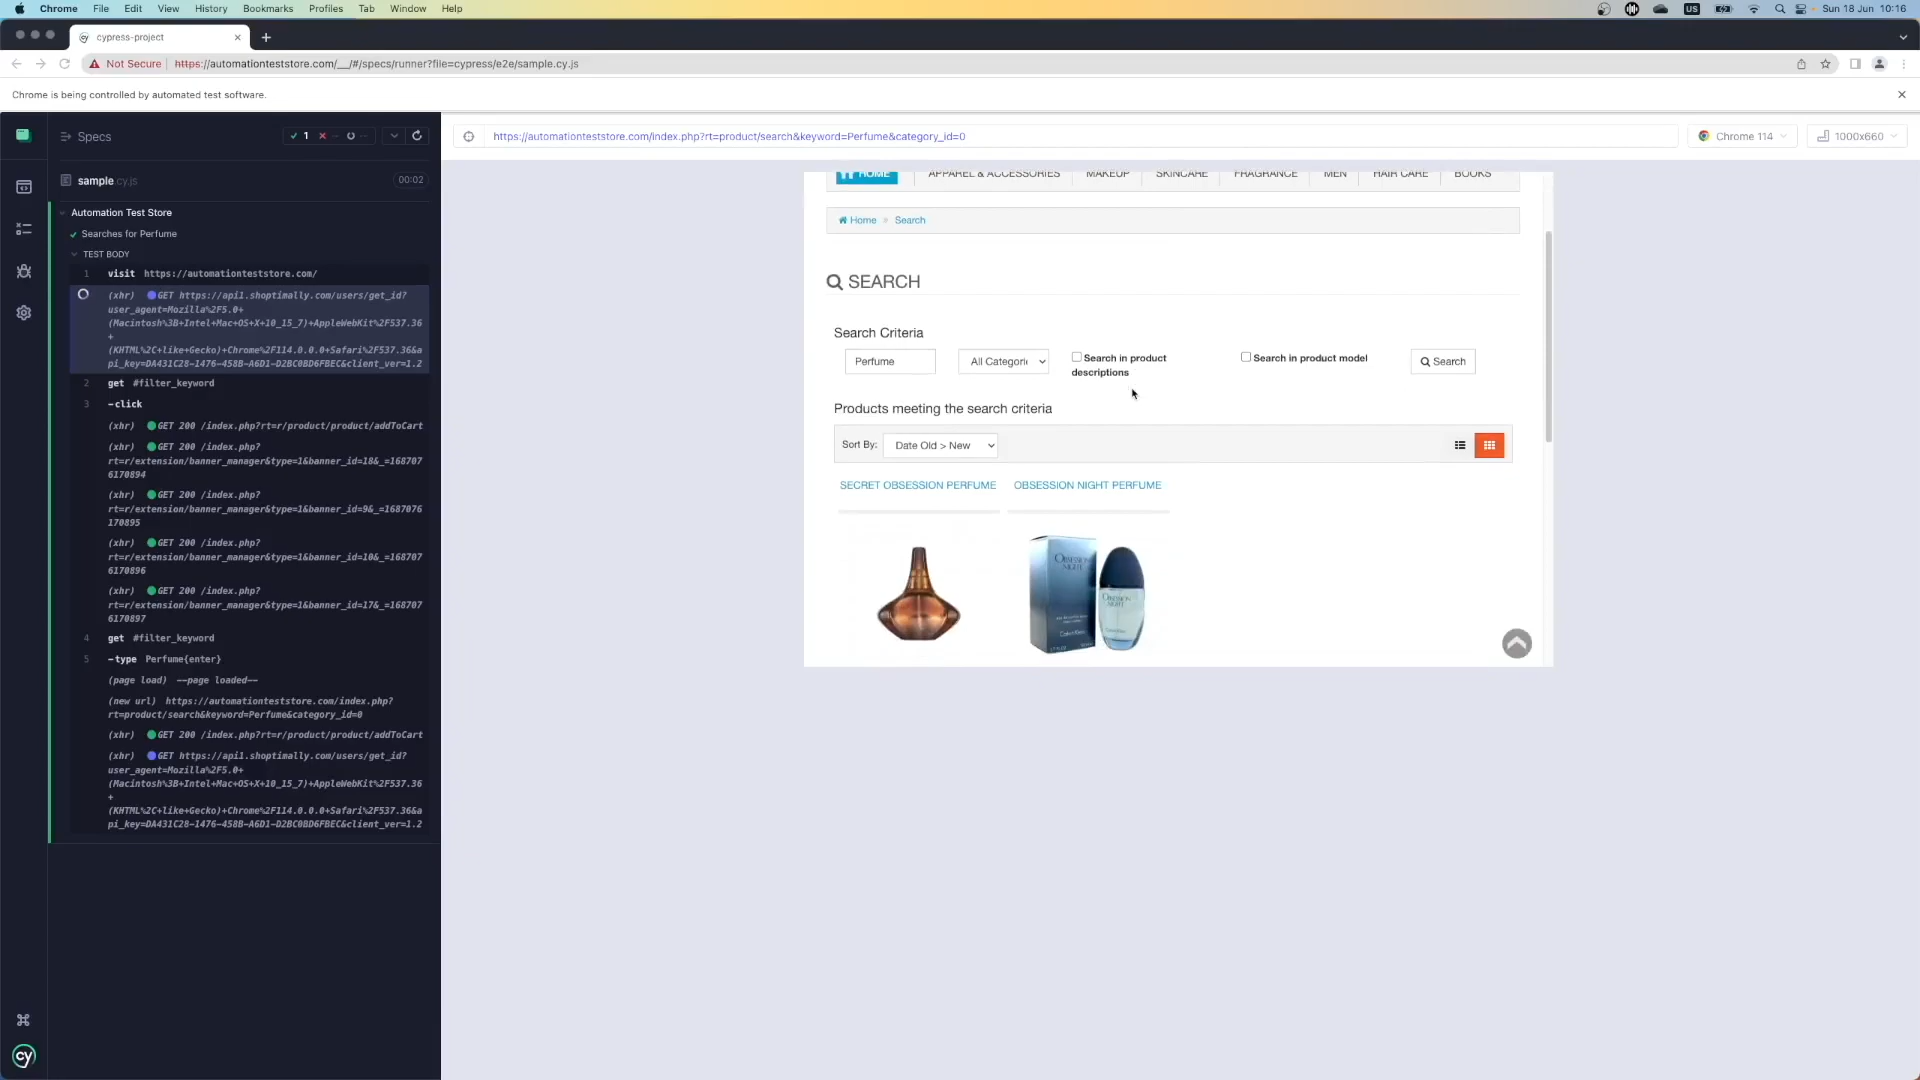 Chrome File Edit View History Bookmarks Profiles Tab Window Help
US
Sun 18 Jun 10:16
cypress-project
Not Secure https://automationteststore.com/__/#/specs/runner?file=cypress/e2e/sample.cy.js
Chrome is being controlled by automated test software.
Specs
1 -- --
https://automationteststore.com/index.php?rt=product/search&keyword=Perfume&category_id=0
Chrome 114
1000x660
sample.cy.js
00:02
Automation Test Store
Searches for Perfume
TEST BODY
1 visit https://automationteststore.com/
(xhr) GET https://api1.shoptimally.com/users/get_id?
user_agent=Mozilla%2F5.0+
(Macintosh%3B+Intel+Mac+OS+X+10_15_7)+AppleWebKit%2F537.36
+
(KHTML%2C+like+Gecko)+Chrome%2F114.0.0.0+Safari%2F537.36&a
pi_key=DA431C28-1476-458B-A6D1-D2BC0BD6FBEC&client_ver=1.2
2 get #filter_keyword
3 -click
(xhr) GET 200 /index.php?rt=r/product/product/addToCart
(xhr) GET 200 /index.php?
rt=r/extension/banner_manager&type=1&banner_id=18&_=168707
6170894
(xhr) GET 200 /index.php?
rt=r/extension/banner_manager&type=1&banner_id=9&_=1687076
170895
(xhr) GET 200 /index.php?
rt=r/extension/banner_manager&type=1&banner_id=10&_=168707
6170896
(xhr) GET 200 /index.php?
rt=r/extension/banner_manager&type=1&banner_id=17&_=168707
6170897
4 get #filter_keyword
5 -type Perfume{enter}
(page load) --page loaded--
(new url) https://automationteststore.com/index.php?
rt=product/search&keyword=Perfume&category_id=0
(xhr) GET 200 /index.php?rt=r/product/product/addToCart
(xhr) GET https://api1.shoptimally.com/users/get_id?
user_agent=Mozilla%2F5.0+
(Macintosh%3B+Intel+Mac+OS+X+10_15_7)+AppleWebKit%2F537.36
+
(KHTML%2C+like+Gecko)+Chrome%2F114.0.0.0+Safari%2F537.36&a
pi_key=DA431C28-1476-458B-A6D1-D2BC0BD6FBEC&client_ver=1.2
cy
HOME APPAREL & ACCESSORIES MAKEUP SKINCARE FRAGRANCE MEN HAIR CARE BOOKS
Home » Search
SEARCH
Search Criteria
Perfume
All Categori
Search in product
descriptions
Search in product model
Search
Products meeting the search criteria
Sort By: Date Old > New
SECRET OBSESSION PERFUME OBSESSION NIGHT PERFUME
OBSESSION
NIGHT
Calvin Klein
OBSESSION
NIGHT